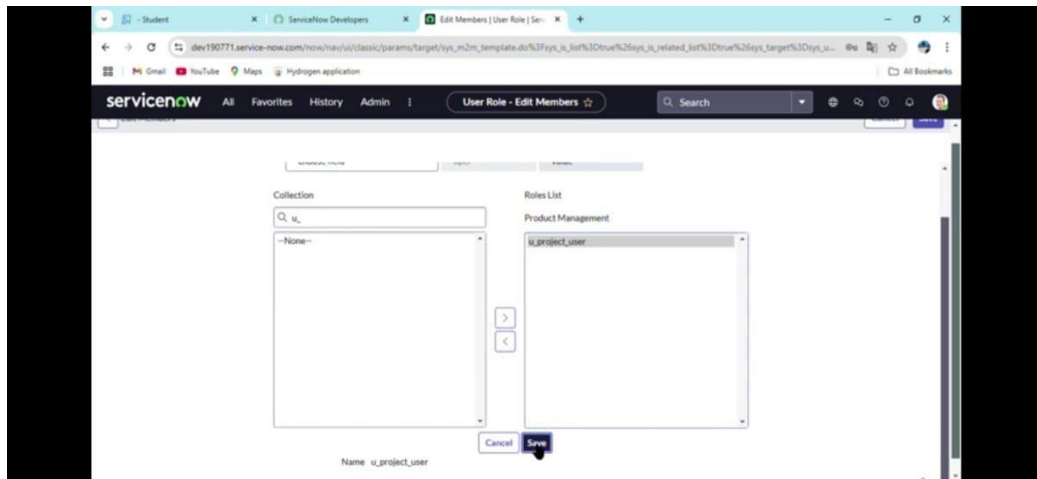 - Student
ServiceNow Developers
Edit Members | User Role | Ser
dev190771.service-now.com/now/nav/ui/classic/params/target/sys_m2m_template.do%3Fsys_is_list%3Dtrue%26sys_is_related_list%3Dtrue%26sys_target%3Dsys_u...
Gmail YouTube Maps Hydrogen application All Bookmarks
servicenow All Favorites History Admin User Role - Edit Members Search
Collection Roles List
u_ Product Management
--None-- u_project_user
Cancel Save
Name u_project_user